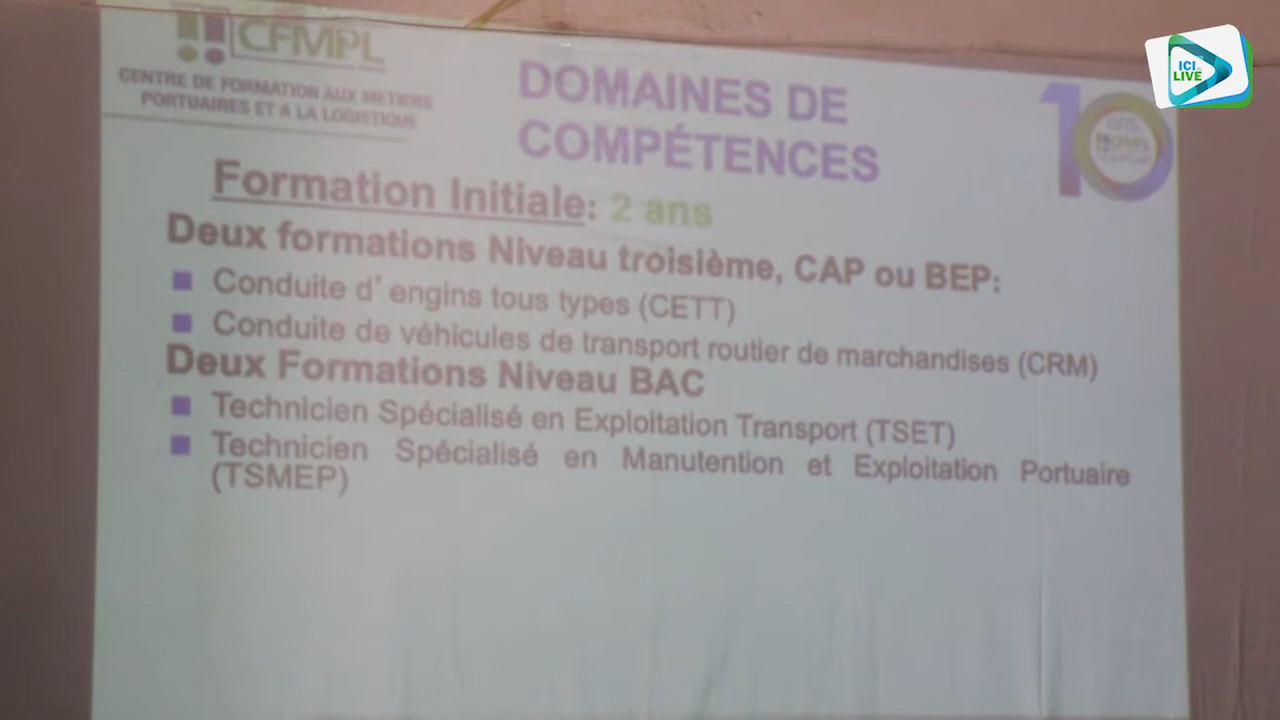 CFMPL
CENTRE DE FORMATION AUX METIERS
PORTUAIRES ET A LA LOGISTIQUE
DOMAINES DE
COMPÉTENCES
10
ans
CFMPL
ICI
LIVE
Formation Initiale: 2 ans
Deux formations Niveau troisième, CAP ou BEP:
Conduite d’ engins tous types (CETT)
Conduite de véhicules de transport routier de marchandises (CRM)
Deux Formations Niveau BAC
Technicien Spécialisé en Exploitation Transport (TSET)
Technicien Spécialisé en Manutention et Exploitation Portuaire
(TSMEP)